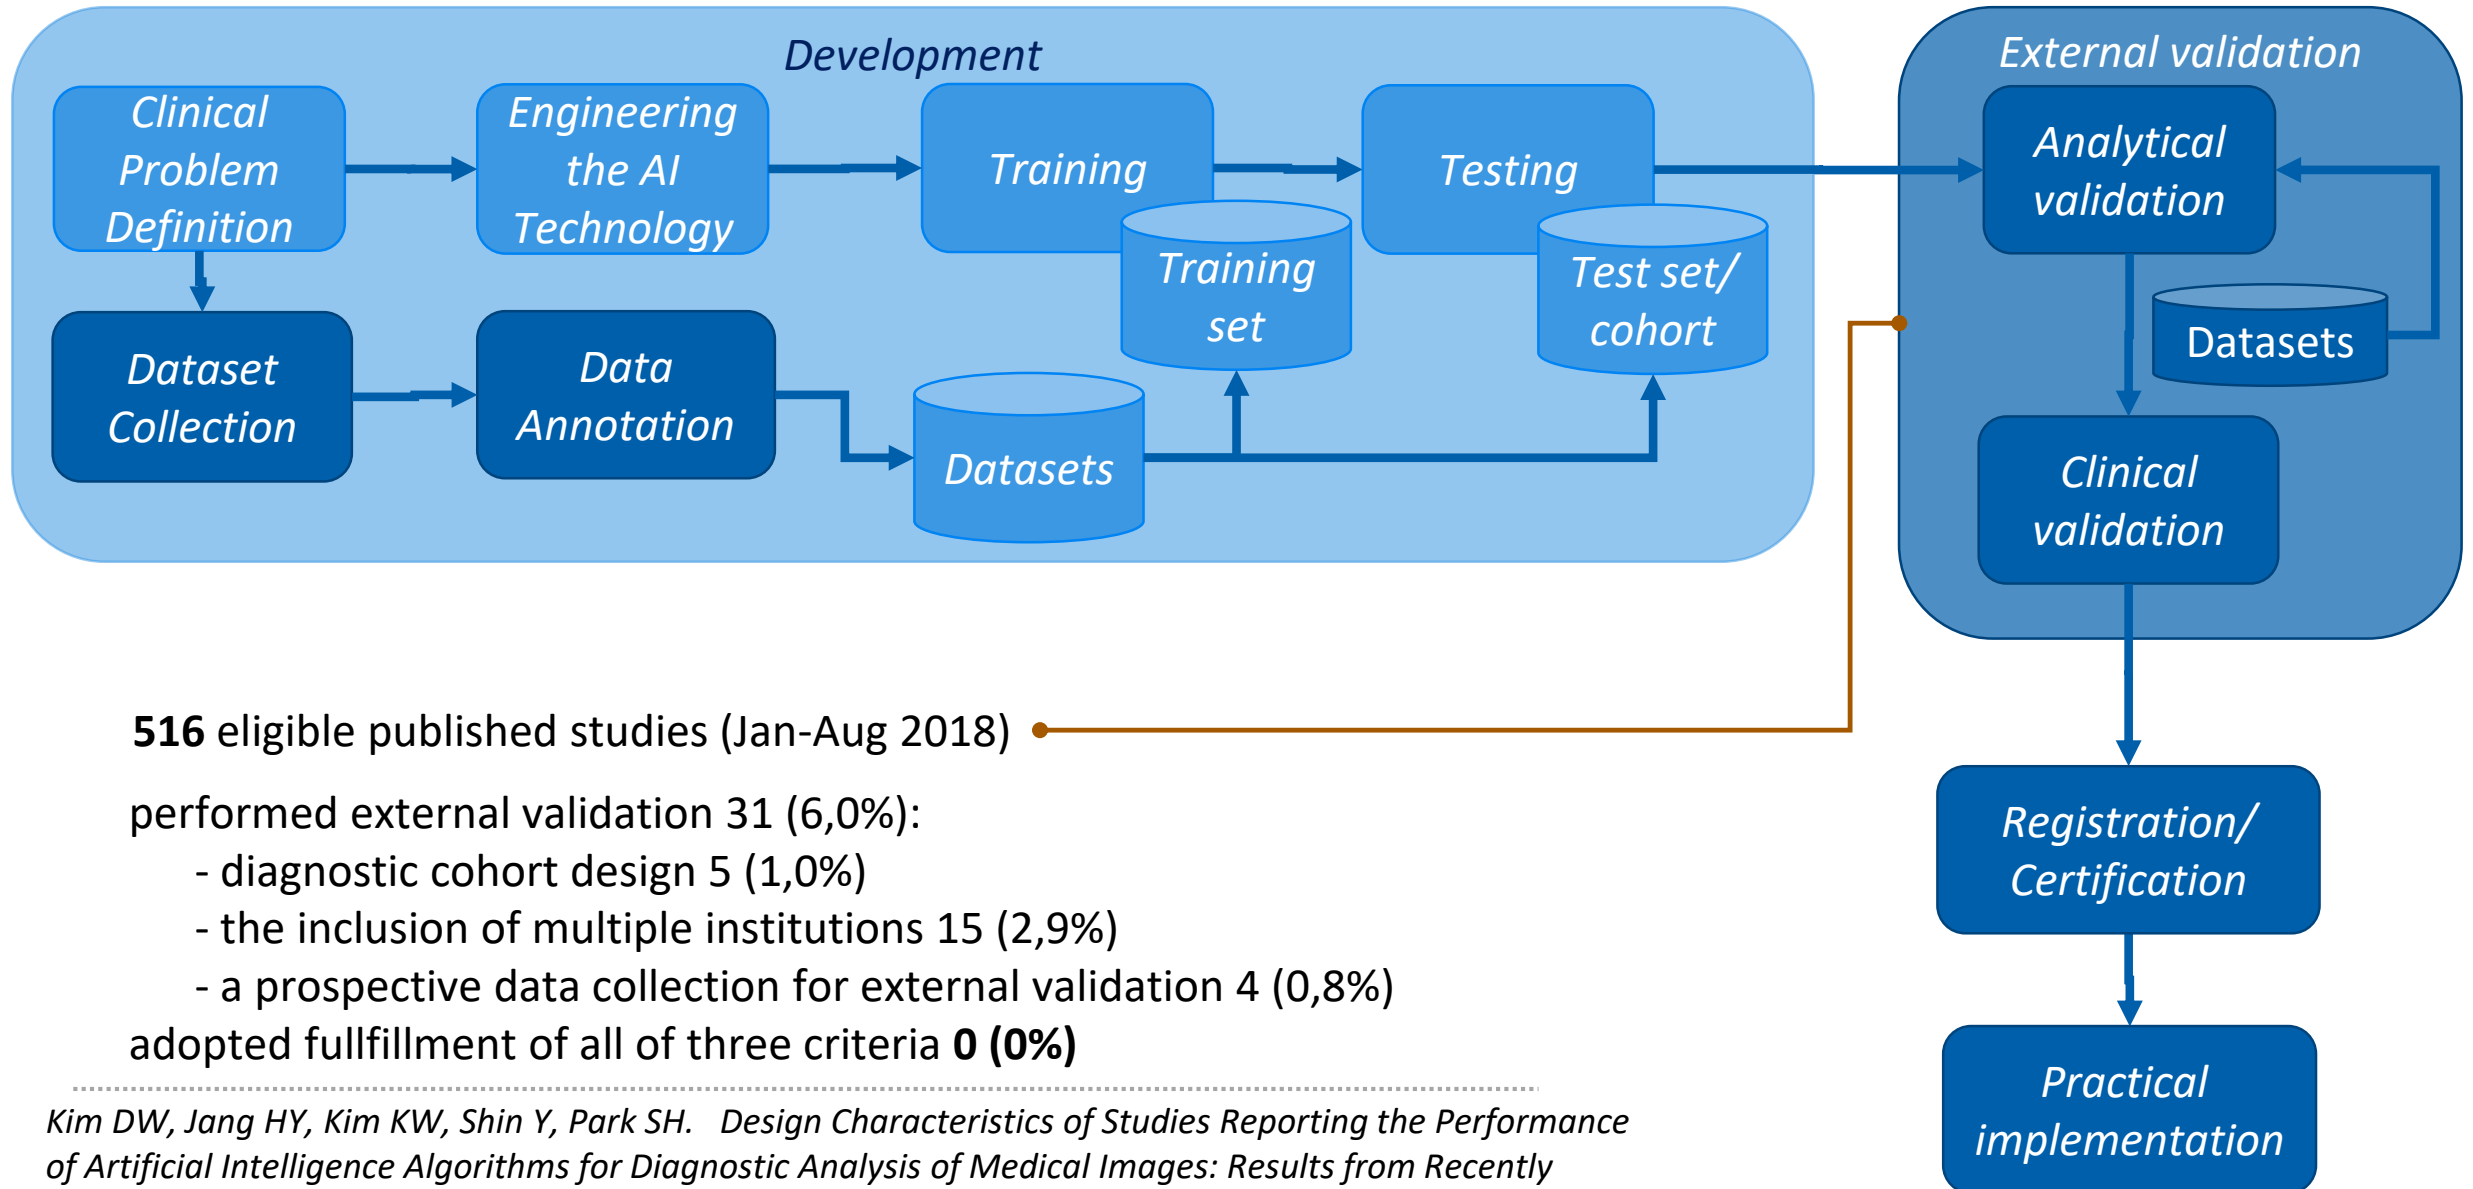 Development
Clinical
Problem
Definition
Engineering
the AI
Technology
Training
Testing
Training
set
Test set/
cohort
Dataset
Collection
Data
Annotation
Datasets
External validation
Analytical
validation
Datasets
Clinical
validation
Registration/
Certification
Practical
implementation
516 eligible published studies (Jan-Aug 2018)
performed external validation 31 (6,0%):
- diagnostic cohort design 5 (1,0%)
- the inclusion of multiple institutions 15 (2,9%)
- a prospective data collection for external validation 4 (0,8%)
adopted fullfillment of all of three criteria 0 (0%)
Kim DW, Jang HY, Kim KW, Shin Y, Park SH. Design Characteristics of Studies Reporting the Performance
of Artificial Intelligence Algorithms for Diagnostic Analysis of Medical Images: Results from Recently